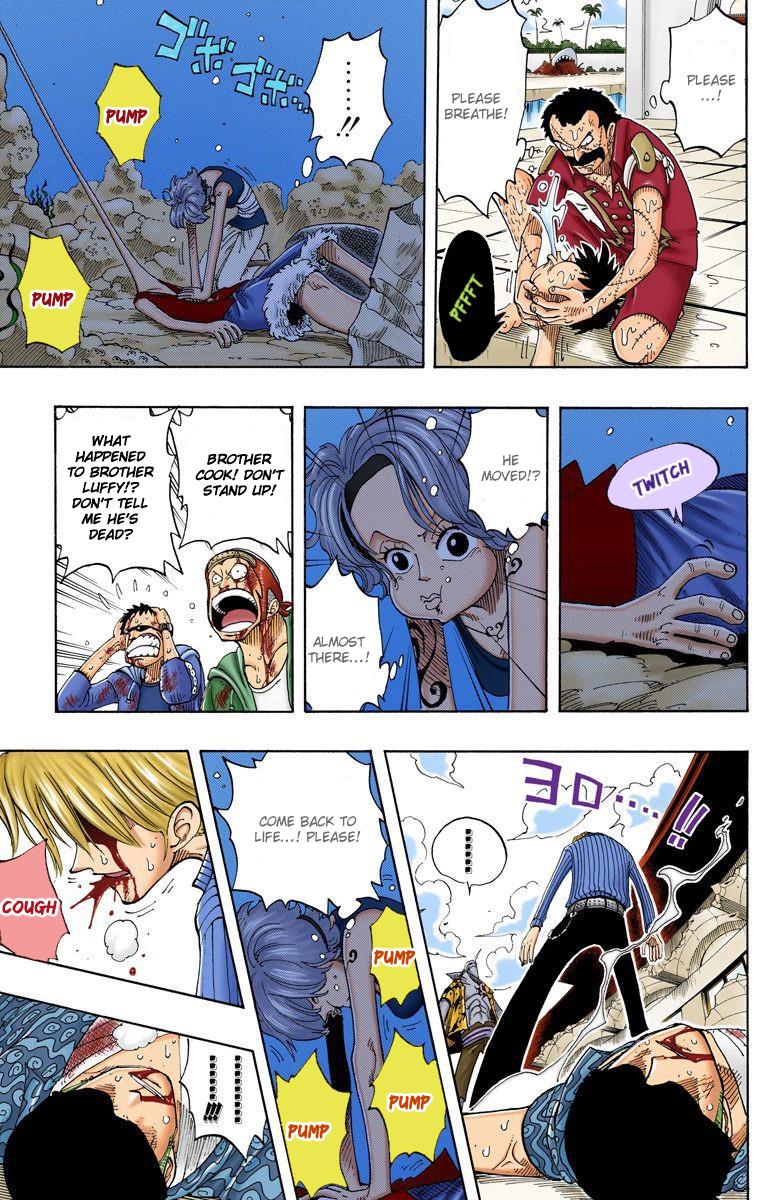 PLEASE
...!
PLEASE
BREATHE!
PFFFT
......!!
ゴボゴボ...
PUMP
PUMP
TWITCH
HE
MOVED!?
ALMOST
THERE...!
BROTHER
COOK! DON'T
STAND UP!
WHAT
HAPPENED
TO BROTHER
LUFFY!?
DON'T TELL
ME HE'S
DEAD?
ヨロ....!!
......
COME BACK TO
LIFE...! PLEASE!
PUMP
PUMP
PUMP
COUGH
.........!!!